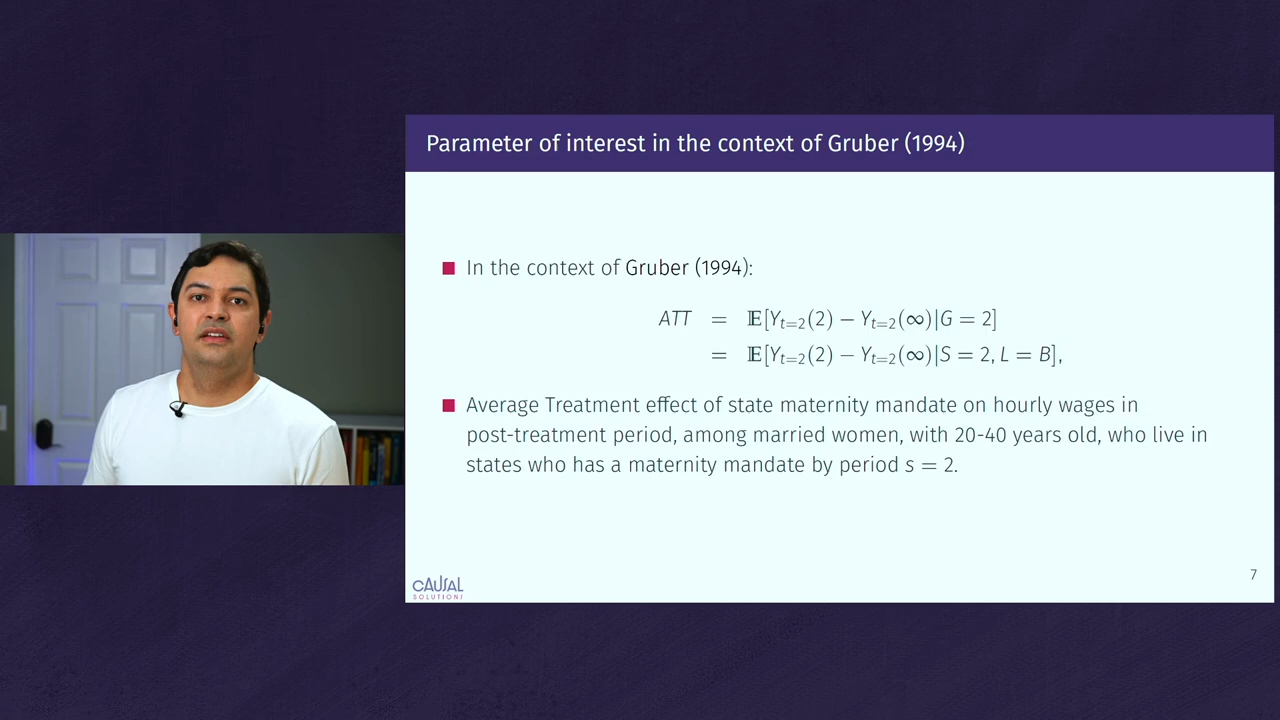 Parameter of interest in the context of Gruber (1994)
■ In the context of Gruber (1994):
ATT = 𝔼[Y_{t=2}(2) − Y_{t=2}(∞)|G = 2]
= 𝔼[Y_{t=2}(2) − Y_{t=2}(∞)|S = 2, L = B],
■ Average Treatment effect of state maternity mandate on hourly wages in
post-treatment period, among married women, with 20-40 years old, who live in
states who has a maternity mandate by period s = 2.
7
CAUSAL
SOLUTIONS